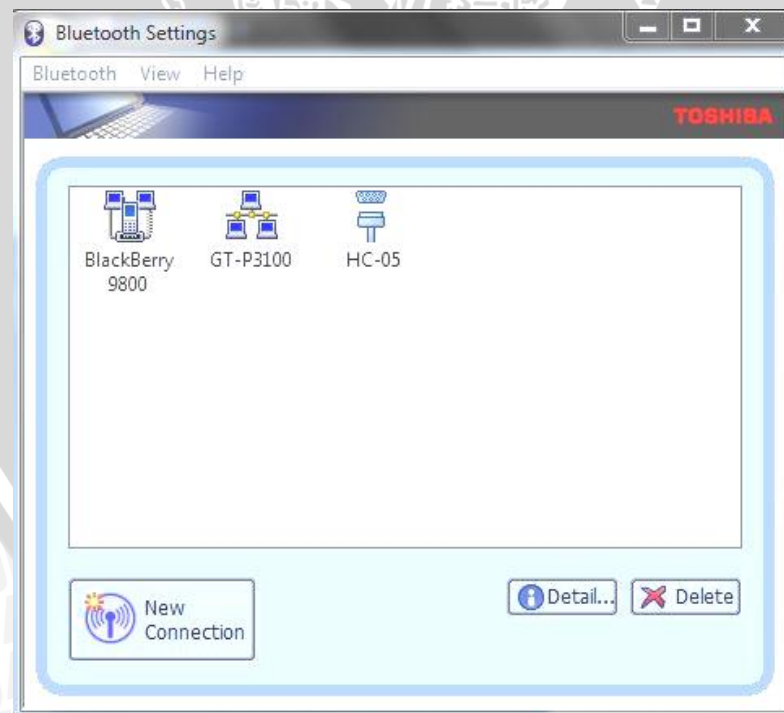 Bluetooth Settings
Bluetooth View Help
TOSHIBA
BlackBerry
9800
GT-P3100
HC-05
New
Connection
Detail...
Delete